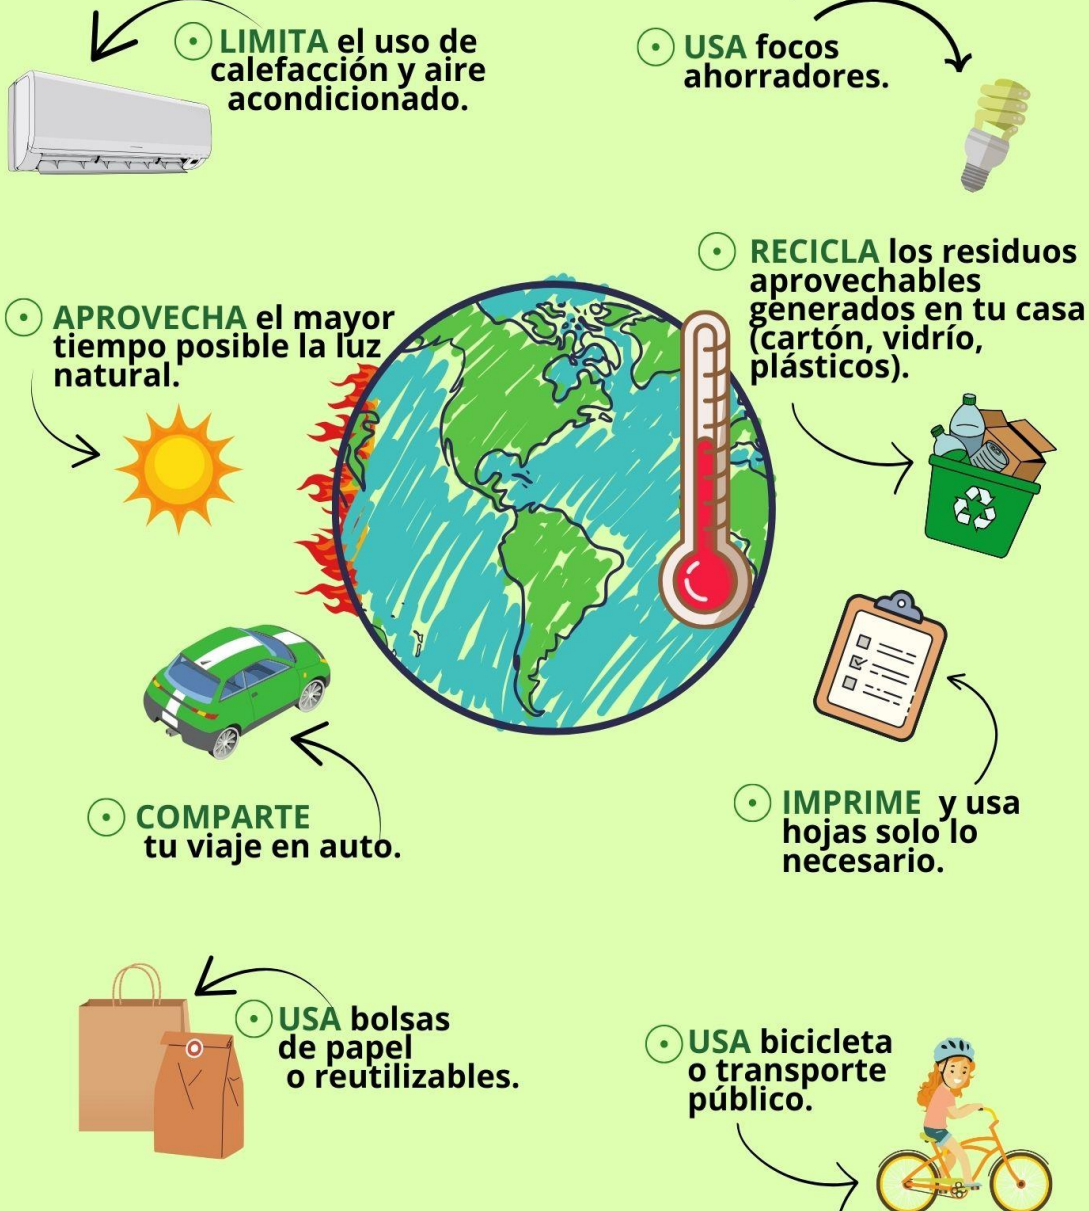 LIMITA el uso de
calefacción y aire
acondicionado.
USA focos
ahorradores.
RECICLA los residuos
aprovechables
generados en tu casa
(cartón, vidrío,
plásticos).
APROVECHA el mayor
tiempo posible la luz
natural.
COMPARTE
tu viaje en auto.
IMPRIME y usa
hojas solo lo
necesario.
USA bolsas
de papel
o reutilizables.
USA bicicleta
o transporte
público.